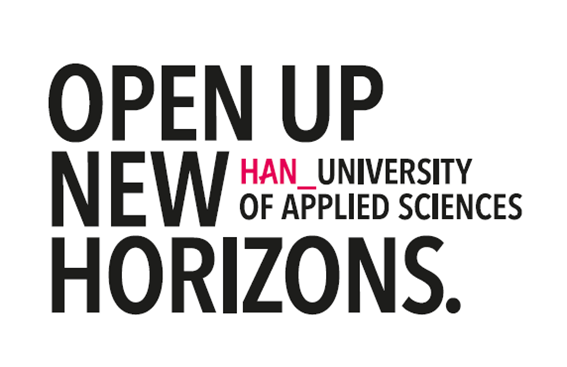 OPEN UP
NEW HAN_UNIVERSITY
OF APPLIED SCIENCES
HORIZONS.